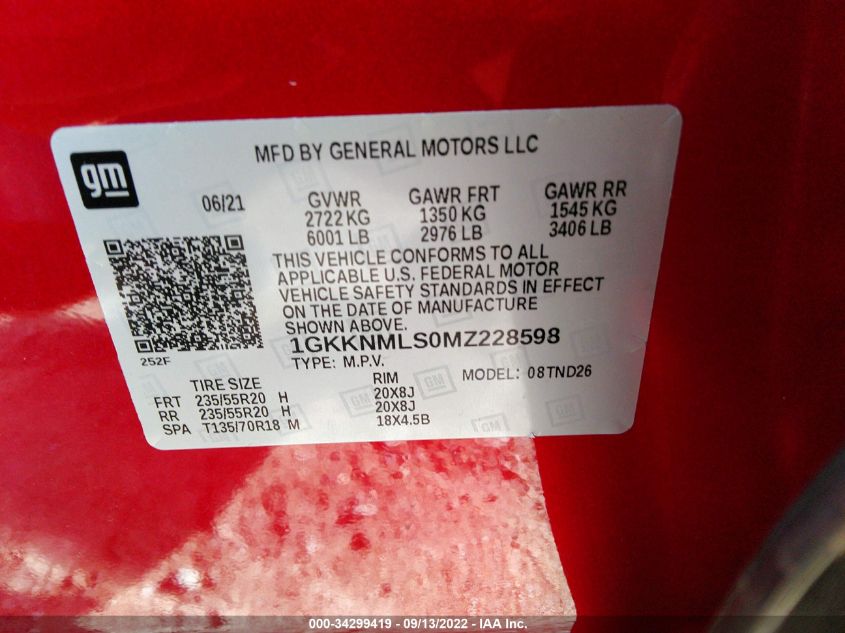 gm
MFD BY GENERAL MOTORS LLC
06/21 GVWR GAWR FRT GAWR RR
2722 KG 1350 KG 1545 KG
6001 LB 2976 LB 3406 LB
THIS VEHICLE CONFORMS TO ALL
APPLICABLE U.S. FEDERAL MOTOR
VEHICLE SAFETY STANDARDS IN EFFECT
ON THE DATE OF MANUFACTURE
SHOWN ABOVE.
1GKKNMLS0MZ228598
252F
TYPE: M.P.V. MODEL: 08TND26
TIRE SIZE RIM
FRT 235/55R20 H 20X8J
RR 235/55R20 H 20X8J
SPA T135/70R18 M 18X4.5B
000-34299419 - 09/13/2022 - IAA Inc.